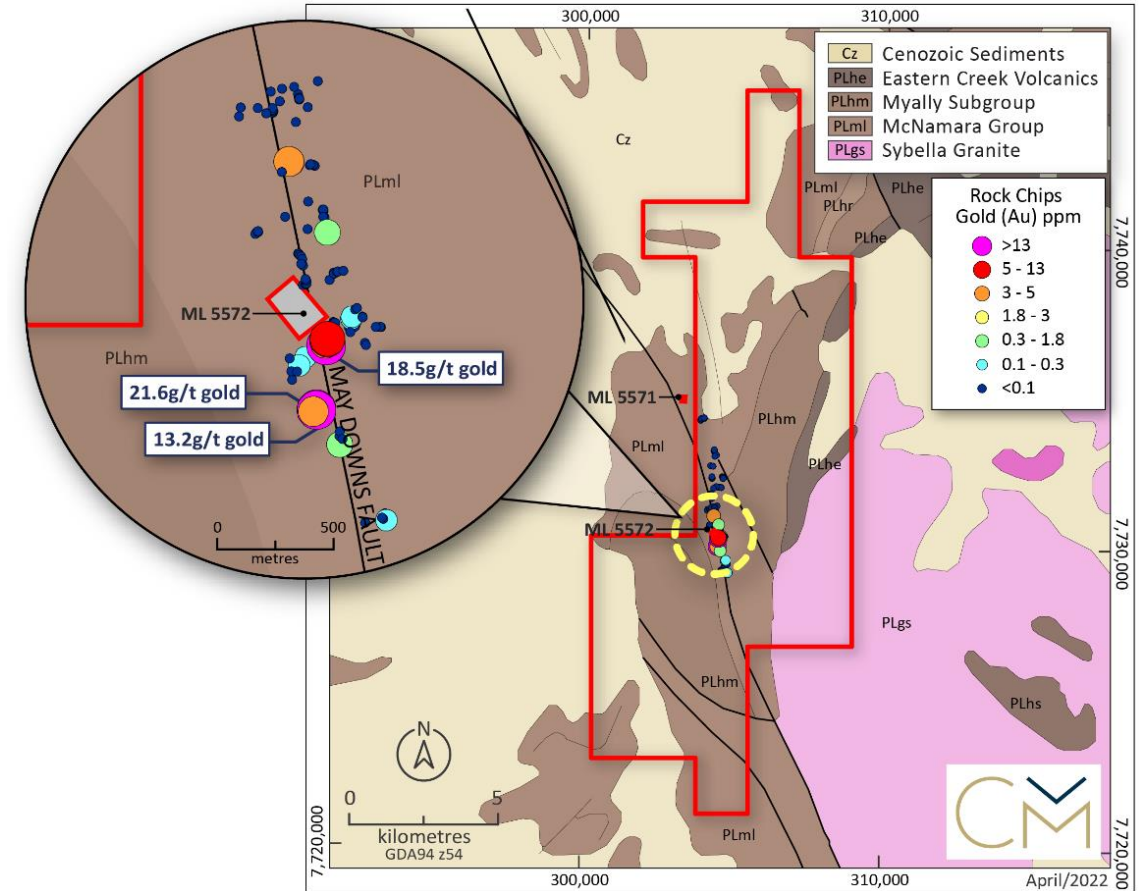 300,000
310,000
Cz Cenozoic Sediments
PLhe Eastern Creek Volcanics
PLhm Myally Subgroup
PLml McNamara Group
PLgs Sybella Granite
Rock Chips
Gold (Au) ppm
>13
5 - 13
3 - 5
1.8 - 3
0.3 - 1.8
0.1 - 0.3
<0.1
PLml
ML 5572
PLhm
18.5g/t gold
21.6g/t gold
13.2g/t gold
MAY DOWNS FAULT
0 500
metres
Cz
PLml
PLhr
PLhe
PLhe
7,740,000
ML 5571
PLhm
PLml
PLhe
ML 5572
7,730,000
PLgs
PLhm
PLhs
N
0 5
kilometres
GDA94 z54
PLml
CM
7,720,000
7,720,000
300,000
310,000
April/2022